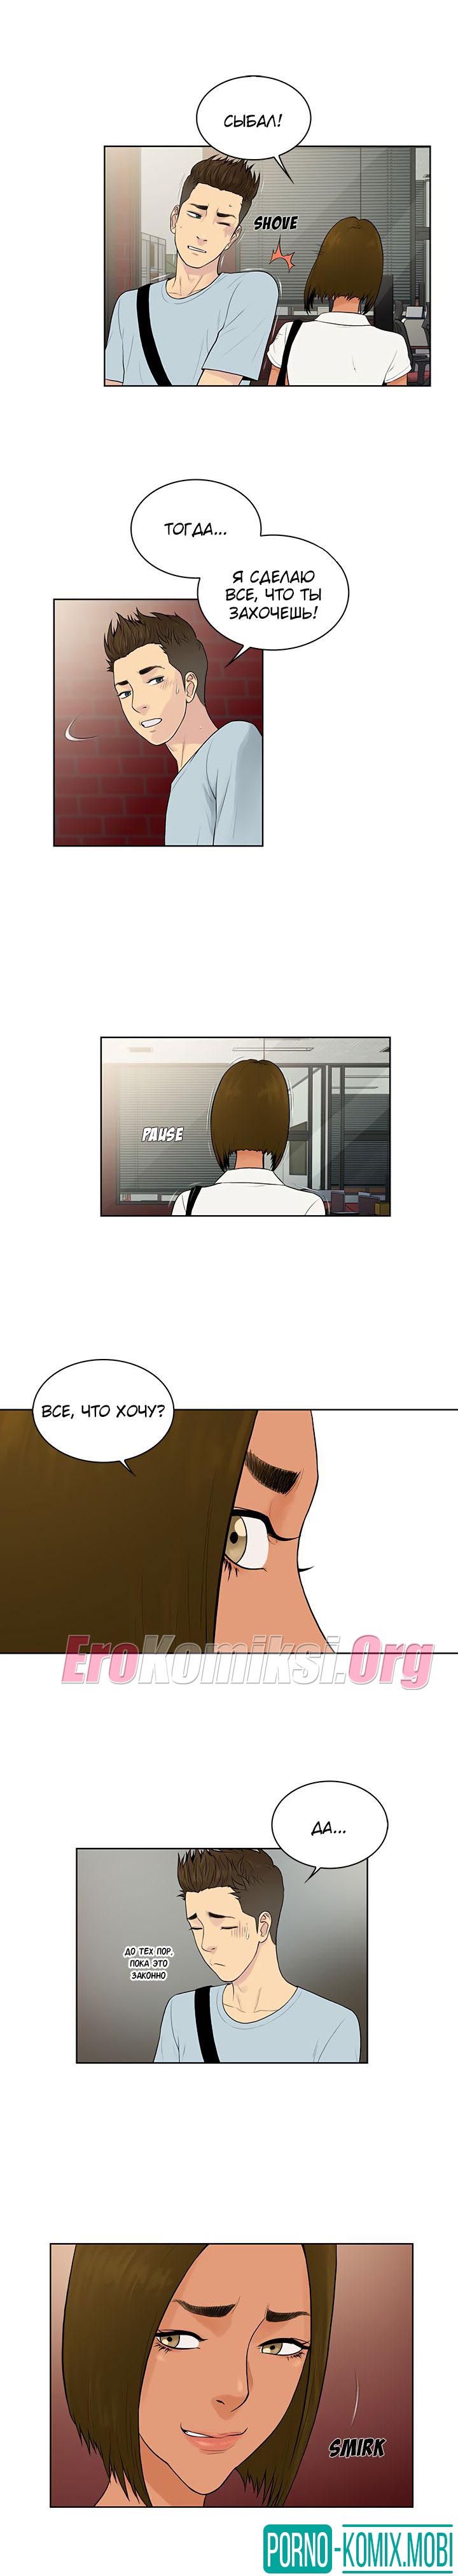 СЫБАЛ!
SHOVE
ТОГДА...
Я СДЕЛАЮ
ВСЕ, ЧТО ТЫ
ЗАХОЧЕШЬ!
PAUSE
ВСЕ, ЧТО ХОЧУ?
EroKomiksi.Org
ДА...
ДО ТЕХ ПОР,
ПОКА ЭТО
ЗАКОННО
SMIRK
PORNO-KOMIX.MOBI